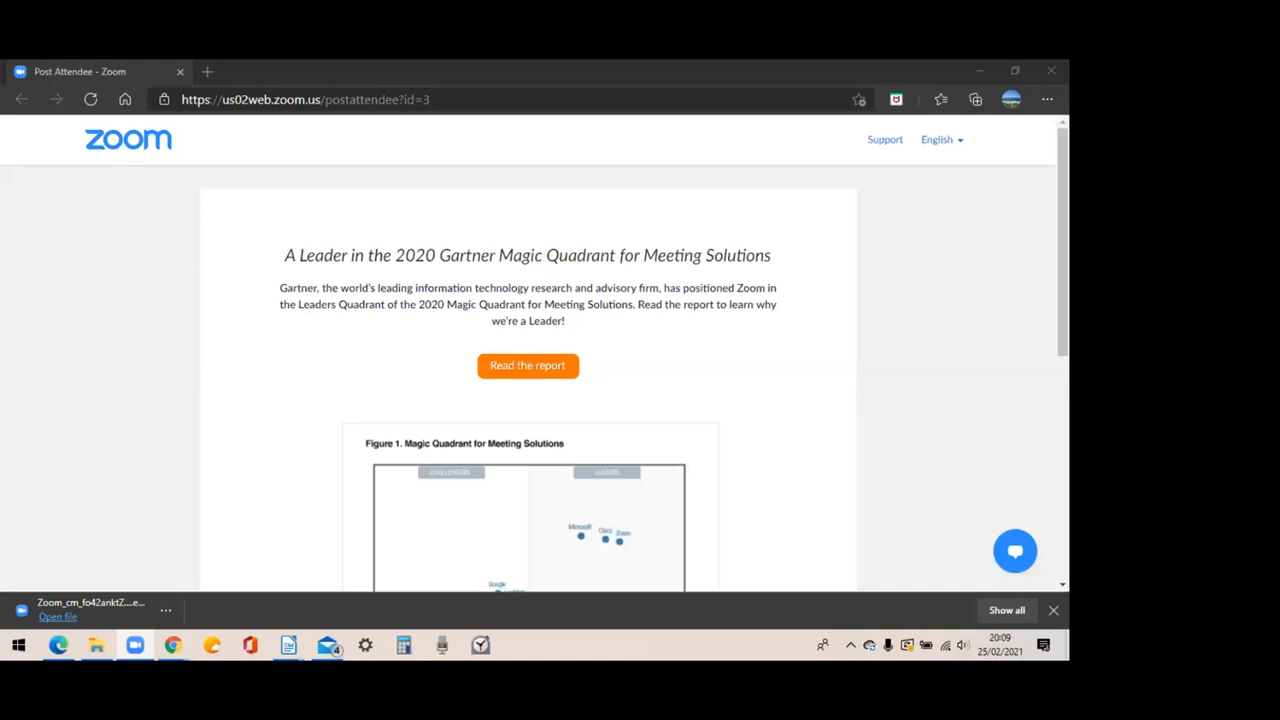 Post Attendee - Zoom
https://us02web.zoom.us/postattendee?id=3
zoom
Support
English
A Leader in the 2020 Gartner Magic Quadrant for Meeting Solutions
Gartner, the world's leading information technology research and advisory firm, has positioned Zoom in
the Leaders Quadrant of the 2020 Magic Quadrant for Meeting Solutions. Read the report to learn why
we're a Leader!
Read the report
Figure 1. Magic Quadrant for Meeting Solutions
CHALLENGERS
LEADERS
Microsoft
Cisco
Zoom
Google
Zoom_cm_fo42anktZ....e...
Open file
Show all
4
20:09
25/02/2021